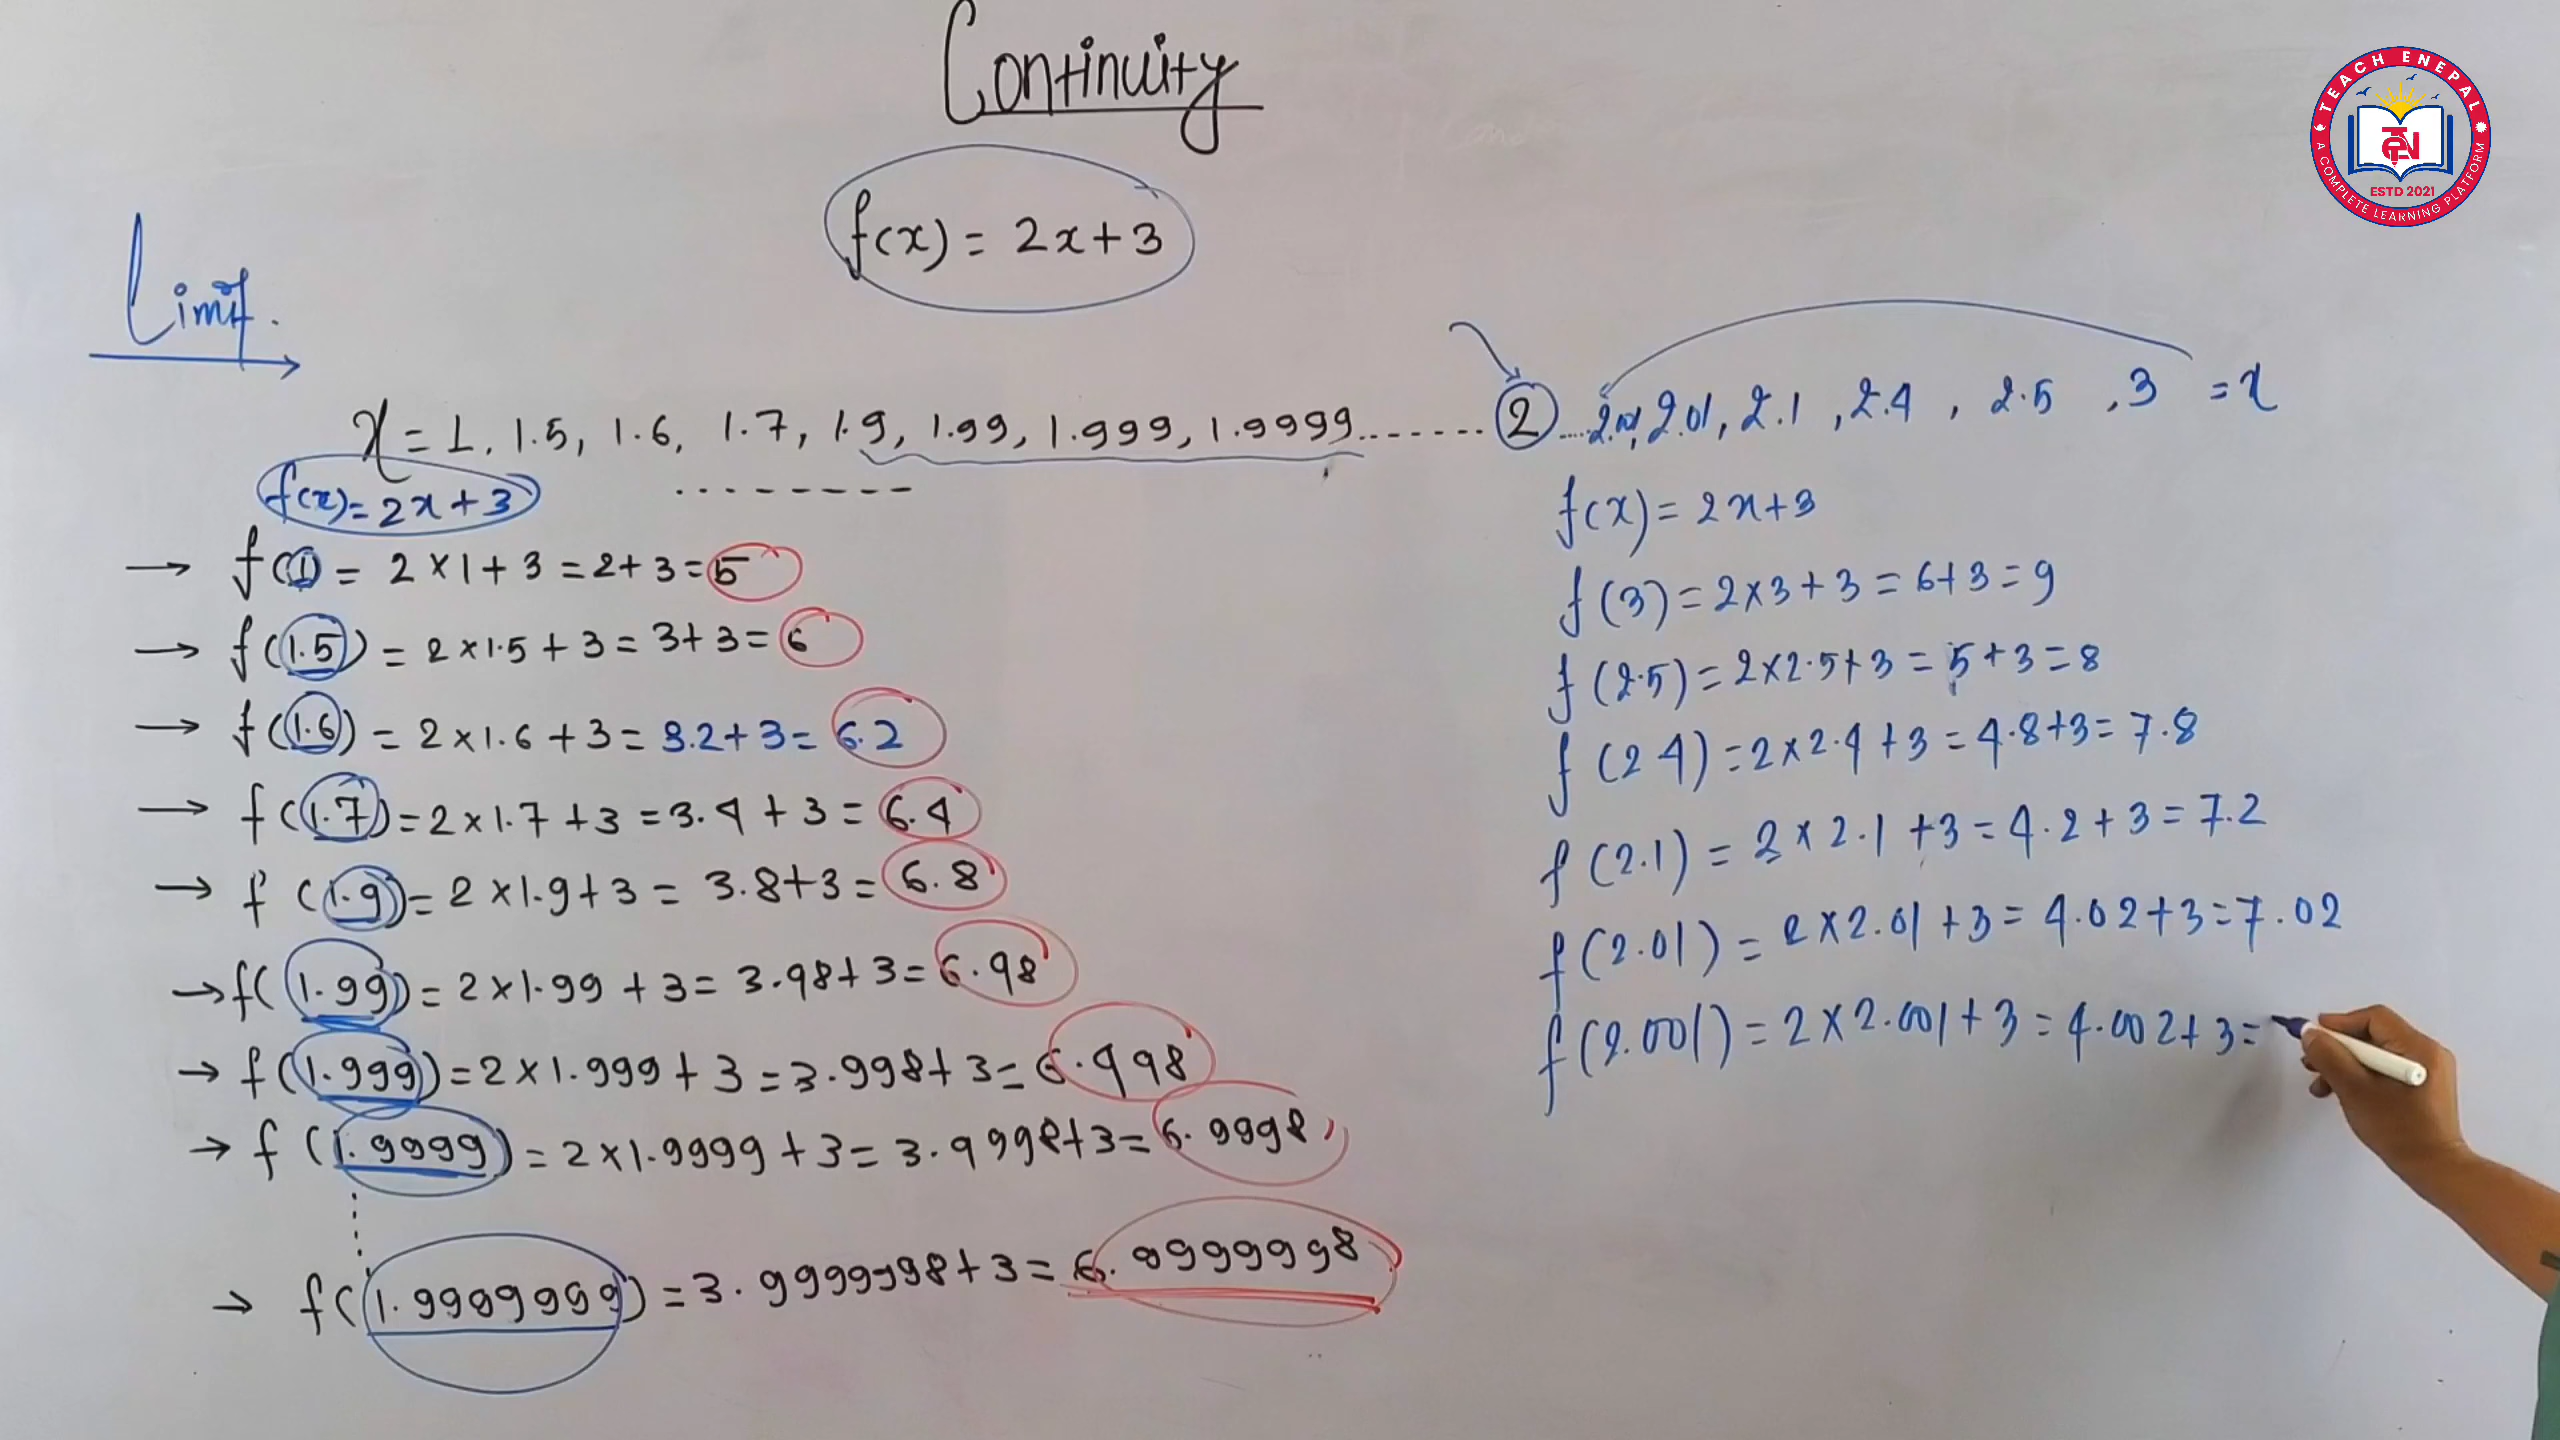 Continuity
TEACH ENEPAL
A COMPLETE LEARNING PLATFORM
ESTD 2021
f(x) = 2x+3
Limit.
x = 1, 1.5, 1.6, 1.7, 1.9, 1.99, 1.999, 1.9999.......
2 .... 2.01, 2.1, 2.4, 2.5, 3 = x
f(x)=2x+3 ---------
→ f(1) = 2×1+3 = 2+3 = 5
→ f(1.5) = 2×1.5+3 = 3+3 = 6
→ f(1.6) = 2×1.6+3 = 3.2+3 = 6.2
→ f(1.7) = 2×1.7+3 = 3.4+3 = 6.4
→ f(1.9) = 2×1.9+3 = 3.8+3 = 6.8
→ f(1.99) = 2×1.99+3 = 3.98+3 = 6.98
→ f(1.999) = 2×1.999+3 = 3.998+3 = 6.998
→ f(1.9999) = 2×1.9999+3 = 3.9998+3 = 6.9998
→ f(1.9999999) = 3.9999998+3 = 6.9999998
f(x) = 2x+3
f(3) = 2×3+3 = 6+3 = 9
f(2.5) = 2×2.5+3 = 5+3 = 8
f(2 4) = 2×2.4+3 = 4.8+3 = 7.8
f(2.1) = 2×2.1+3 = 4.2+3 = 7.2
f(2.01) = 2×2.01+3 = 4.02+3 = 7.02
f(2.001) = 2×2.001+3 = 4.002+3 =